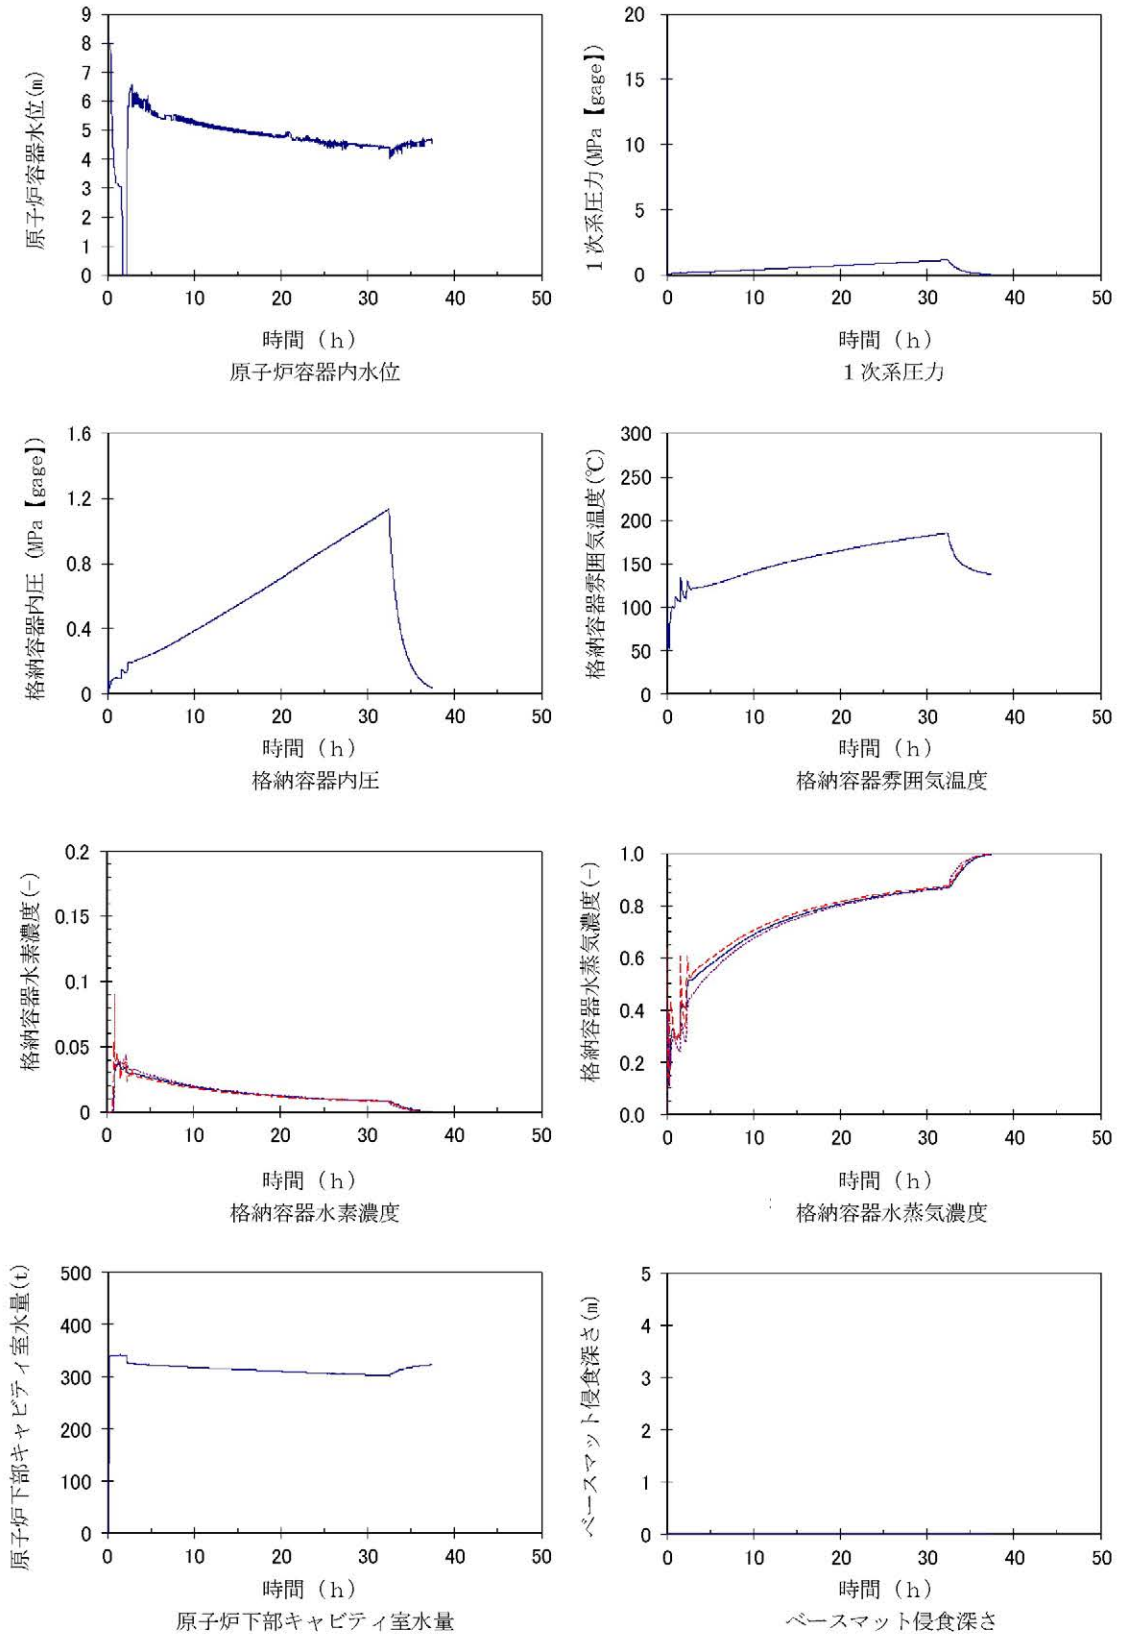 9
8
7
6
5
4
3
2
1
0
0 10 20 30 40 50
原子炉容器水位(m)
時間 (h)
原子炉容器内水位
20
15
10
5
0
0 10 20 30 40 50
1次系圧力(MPa【gage】)
時間 (h)
1次系圧力
1.6
1.2
0.8
0.4
0
0 10 20 30 40 50
格納容器内圧 (MPa【gage】)
時間 (h)
格納容器内圧
300
250
200
150
100
50
0
0 10 20 30 40 50
格納容器雰囲気温度(℃)
時間 (h)
格納容器雰囲気温度
0.2
0.15
0.1
0.05
0
0 10 20 30 40 50
格納容器水素濃度(-)
時間 (h)
格納容器水素濃度
1.0
0.8
0.6
0.4
0.2
0.0
0 10 20 30 40 50
格納容器水蒸気濃度(-)
時間 (h)
格納容器水蒸気濃度
500
400
300
200
100
0
0 10 20 30 40 50
原子炉下部キャビティ室水量(t)
時間 (h)
原子炉下部キャビティ室水量
5
4
3
2
1
0
0 10 20 30 40 50
ベースマット侵食深さ(m)
時間 (h)
ベースマット侵食深さ